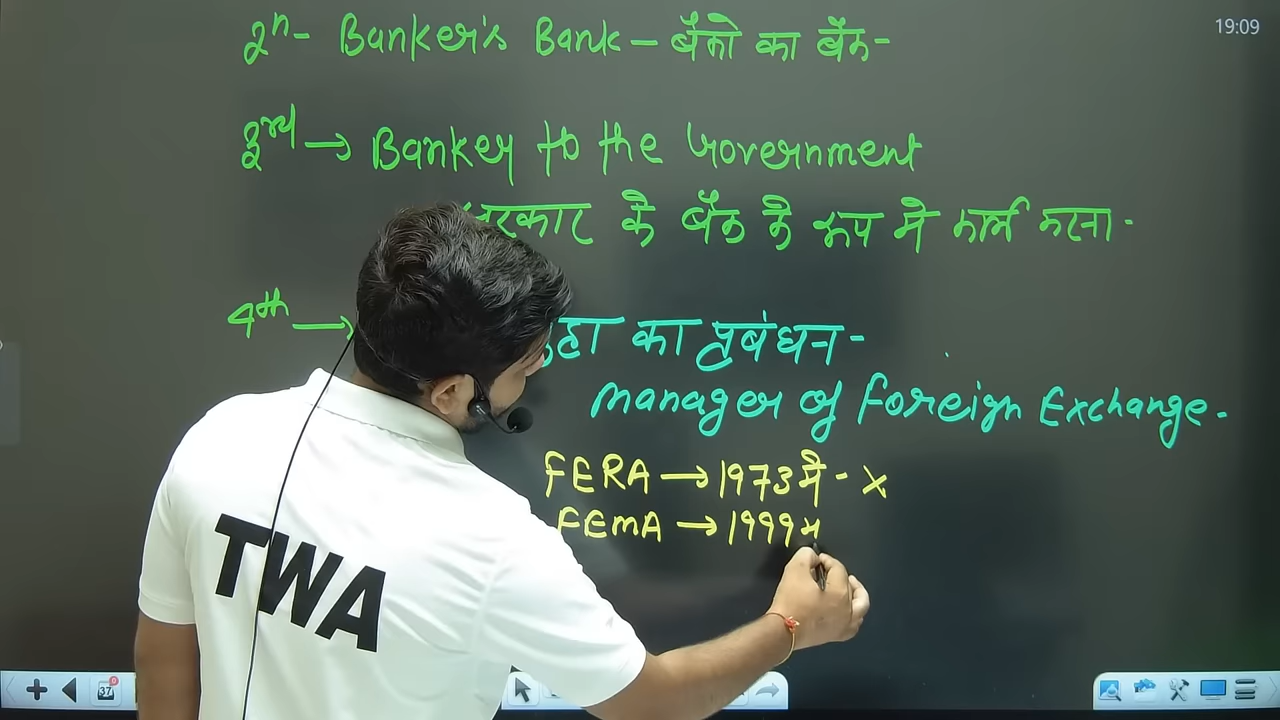 19:09
2n- Banker's Bank - बैंको का बैंक-
3rd → Banker to the Government
सरकार के बैंक के रूप मे कार्य करना-
4th →
का प्रबंधन-
manager of foreign Exchange.
FERA → 1973 में - x
FEMA → 1999 म
TWA
37